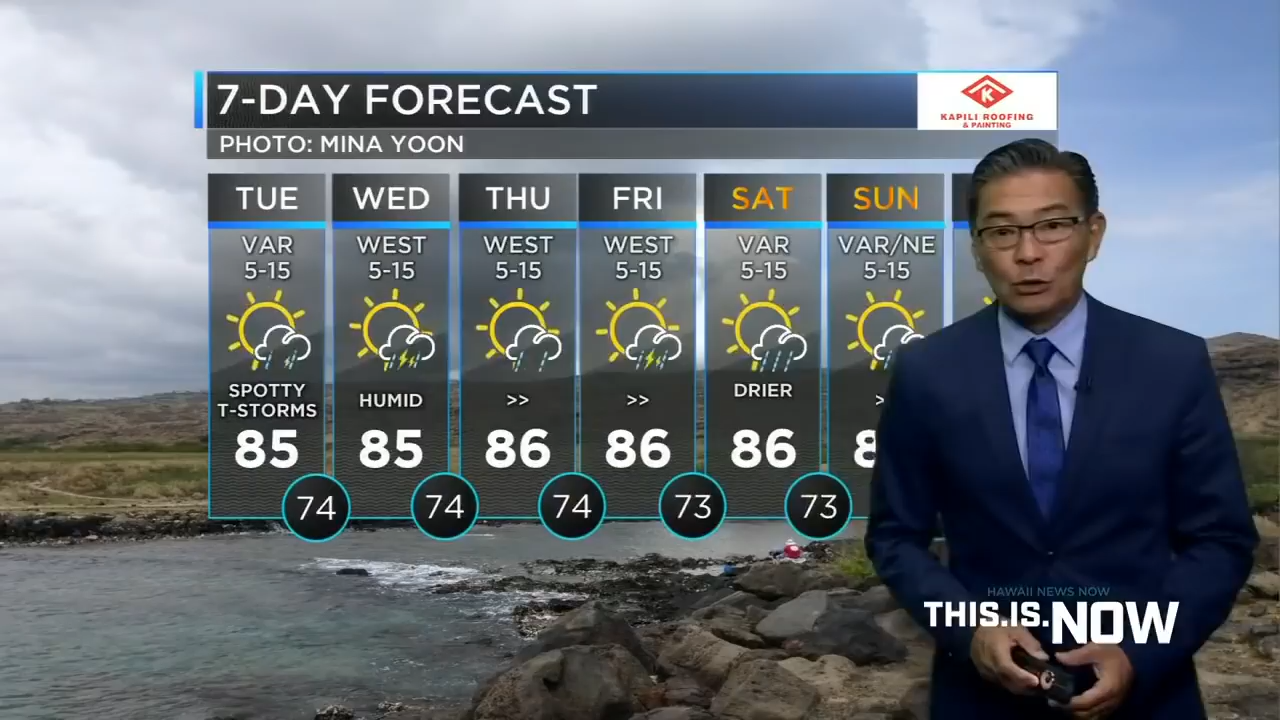 7-DAY FORECAST
K
KAPILI ROOFING
& PAINTING
PHOTO: MINA YOON
TUE WED THU FRI SAT SUN
VAR WEST WEST WEST VAR VAR/NE
5-15 5-15 5-15 5-15 5-15 5-15
SPOTTY
T-STORMS HUMID >> >> DRIER
85 85 86 86 86
74 74 74 73 73
HAWAII NEWS NOW
THIS.IS.NOW